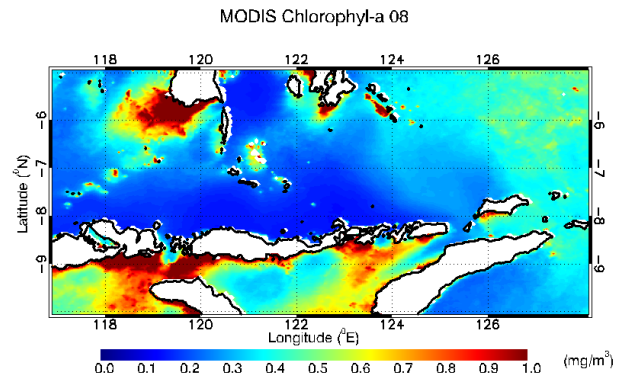 MODIS Chlorophyl-a 08
118 120 122 124 126
Latitude (⁰N)
-6 -6
-7 -7
-8 -8
-9 -9
118 120 122 124 126
Longitude (⁰E)
0.0 0.1 0.2 0.3 0.4 0.5 0.6 0.7 0.8 0.9 1.0 (mg/m³)